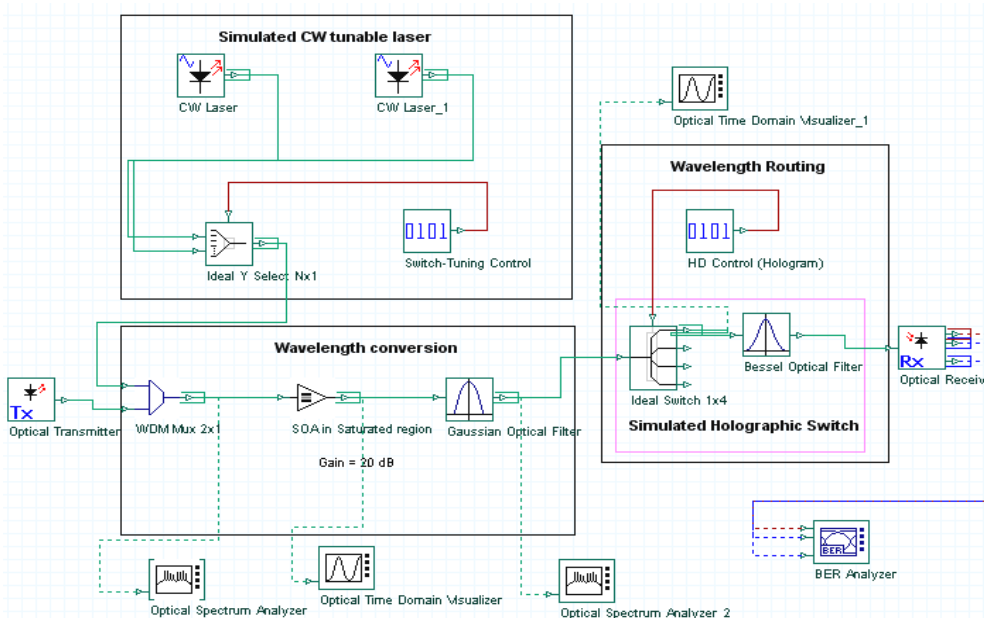 Simulated CW tunable laser
CW Laser
CW Laser_1
Optical Time Domain Visualizer_1
Wavelength Routing
0101
Switch-Tuning Control
0101
HD Control (Hologram)
Ideal Y Select Nx1
Wavelength conversion
Bessel Optical Filter
Rx
Optical Receiv
Tx
Optical Transmitter
WDM Mux 2x1
SOA in Saturated region
Gaussian Optical Filter
Ideal Switch 1x4
Simulated Holographic Switch
Gain = 20 dB
BER
BER Analyzer
Optical Spectrum Analyzer
Optical Time Domain Visualizer
Optical Spectrum Analyzer_2